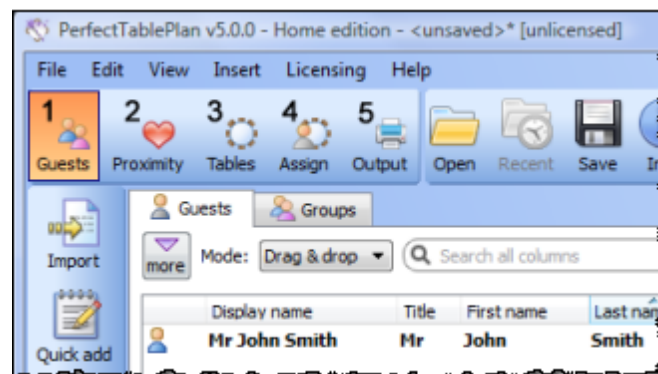 PerfectTablePlan v5.0.0 - Home edition - <unsaved>* [unlicensed]
File Edit View Insert Licensing Help
1 2 3 4 5
Guests Proximity Tables Assign Output Open Recent Save
Guests Groups
Import
more Mode: Drag & drop Search all columns
Display name Title First name Last
Mr John Smith Mr John Smith
Quick add